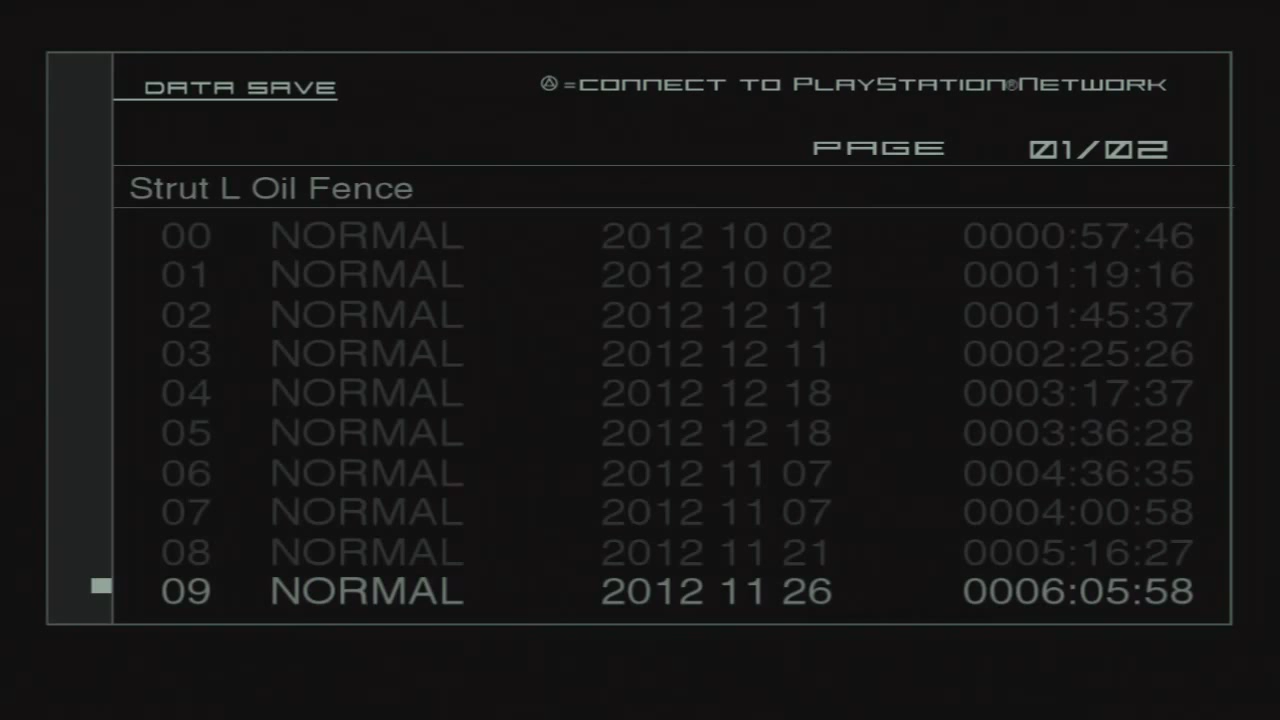 DATA SAVE Ⓐ=CONNECT TO PLAYSTATION®NETWORK
PAGE 01/02
Strut L Oil Fence
00 NORMAL 2012 10 02 0000:57:46
01 NORMAL 2012 10 02 0001:19:16
02 NORMAL 2012 12 11 0001:45:37
03 NORMAL 2012 12 11 0002:25:26
04 NORMAL 2012 12 18 0003:17:37
05 NORMAL 2012 12 18 0003:36:28
06 NORMAL 2012 11 07 0004:36:35
07 NORMAL 2012 11 07 0004:00:58
08 NORMAL 2012 11 21 0005:16:27
09 NORMAL 2012 11 26 0006:05:58